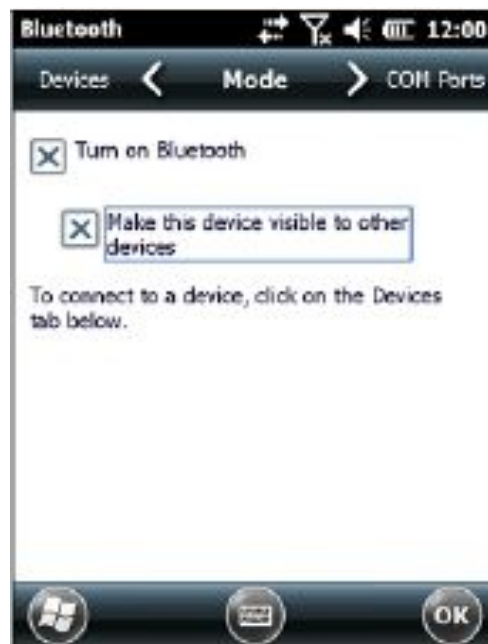 Bluetooth 12:00
Devices Mode COM Ports
Turn on Bluetooth
Make this device visible to other
devices
To connect to a device, click on the Devices
tab below.
OK